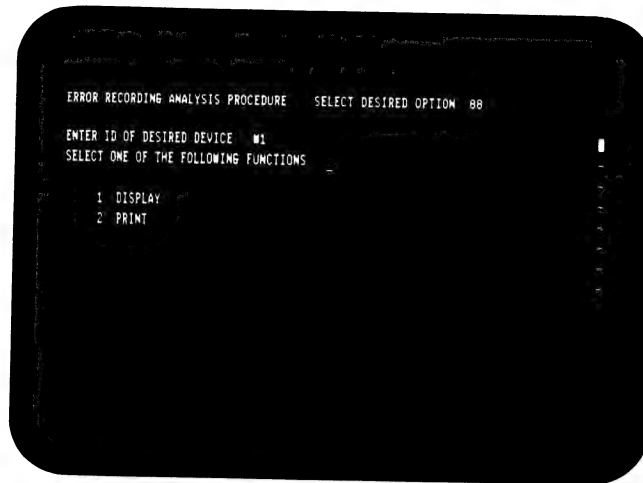 ERROR RECORDING ANALYSIS PROCEDURE SELECT DESIRED OPTION 88
ENTER ID OF DESIRED DEVICE W1
SELECT ONE OF THE FOLLOWING FUNCTIONS _
1 DISPLAY
2 PRINT